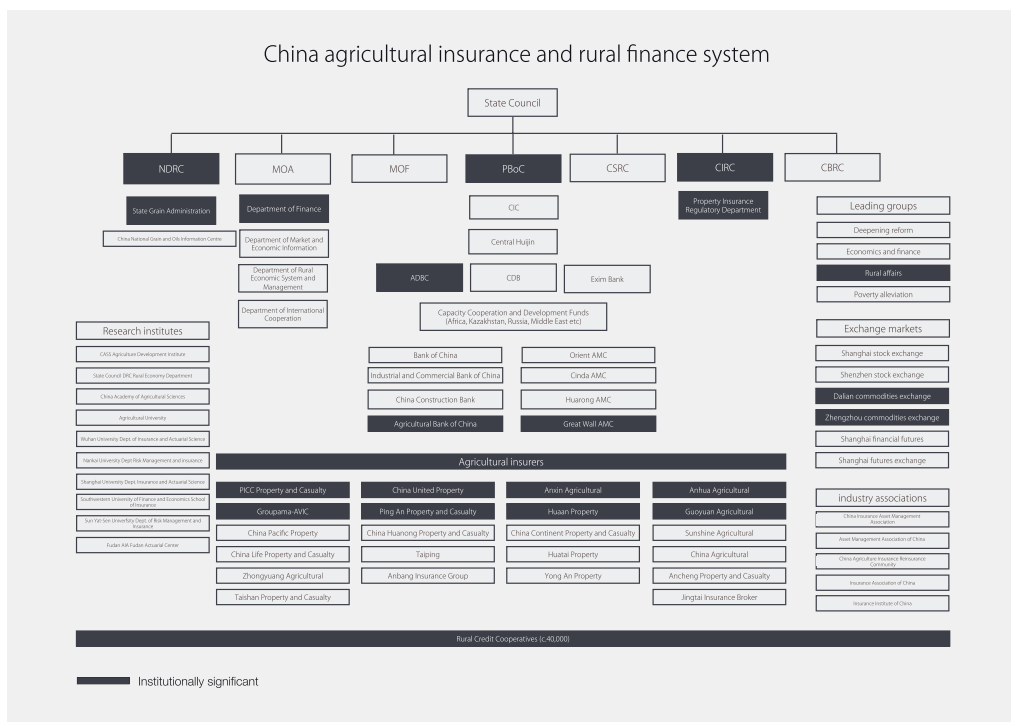 China agricultural insurance and rural finance system
State Council
NDRC
MOA
MOF
PBoC
CSRC
CIRC
CBRC
State Grain Administration
China National Grain and Oils Information Centre
Department of Finance
Department of Market and
Economic Information
Department of Rural
Economic System and
Management
Department of International
Cooperation
CIC
Central Huijin
ADBC
CDB
Exim Bank
Capacity Cooperation and Development Funds
(Africa, Kazakhstan, Russia, Middle East etc)
Property Insurance
Regulatory Department
Leading groups
Deepening reform
Economics and finance
Rural affairs
Poverty alleviation
Research institutes
CASS Agriculture Development Institute
State Council DRC Rural Economy Department
China Academy of Agricultural Sciences
Agricultural University
Wuhan University Dept. of Insurance and Actuarial Science
Nankai University Dept Risk Management and insurance
Shanghai University Dept. Insurance and Actuarial Science
Southwestern University of Finance and Economics School
of Insurance
Sun Yat-Sen University Dept. of Risk Management and
Insurance
Fudan AIA Fudan Actuarial Center
Bank of China
Industrial and Commercial Bank of China
China Construction Bank
Agricultural Bank of China
Orient AMC
Cinda AMC
Huarong AMC
Great Wall AMC
Exchange markets
Shanghai stock exchange
Shenzhen stock exchange
Dalian commodities exchange
Zhengzhou commodities exchange
Shanghai financial futures
Shanghai futures exchange
Agricultural insurers
PICC Property and Casualty
Groupama-AVIC
China Pacific Property
China Life Property and Casualty
Zhongyuang Agricultural
Taishan Property and Casualty
China United Property
Ping An Property and Casualty
China Huanong Property and Casualty
Taiping
Anbang Insurance Group
Anxin Agricultural
Huaan Property
China Continent Property and Casualty
Huatai Property
Yong An Property
Anhua Agricultural
Guoyuan Agricultural
Sunshine Agricultural
China Agricultural
Ancheng Property and Casualty
Jingtai Insurance Broker
industry associations
China Insurance Asset Management
Association
Asset Management Association of China
China Agriculture Insurance Reinsurance
Community
Insurance Association of China
Insurance Institute of China
Rural Credit Cooperatives (c.40,000)
Institutionally significant